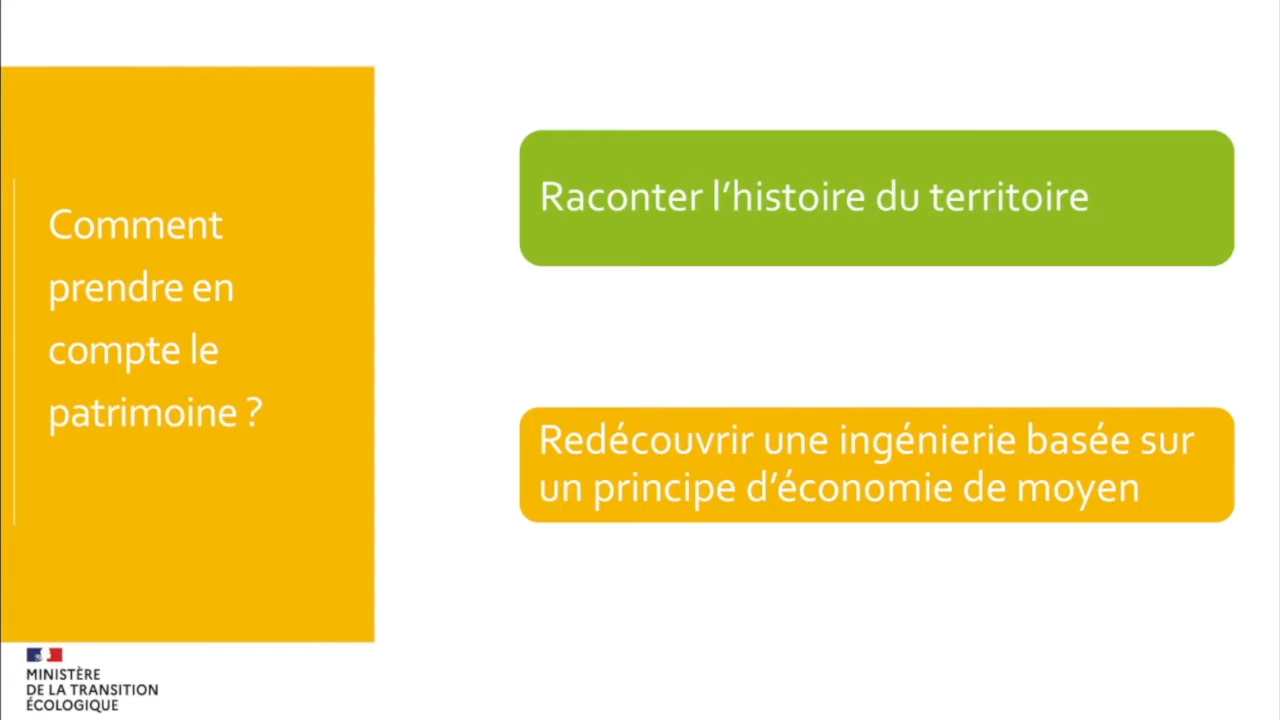 Comment
prendre en
compte le
patrimoine ?
Raconter l’histoire du territoire
Redécouvrir une ingénierie basée sur
un principe d’économie de moyen
MINISTÈRE
DE LA TRANSITION
ÉCOLOGIQUE